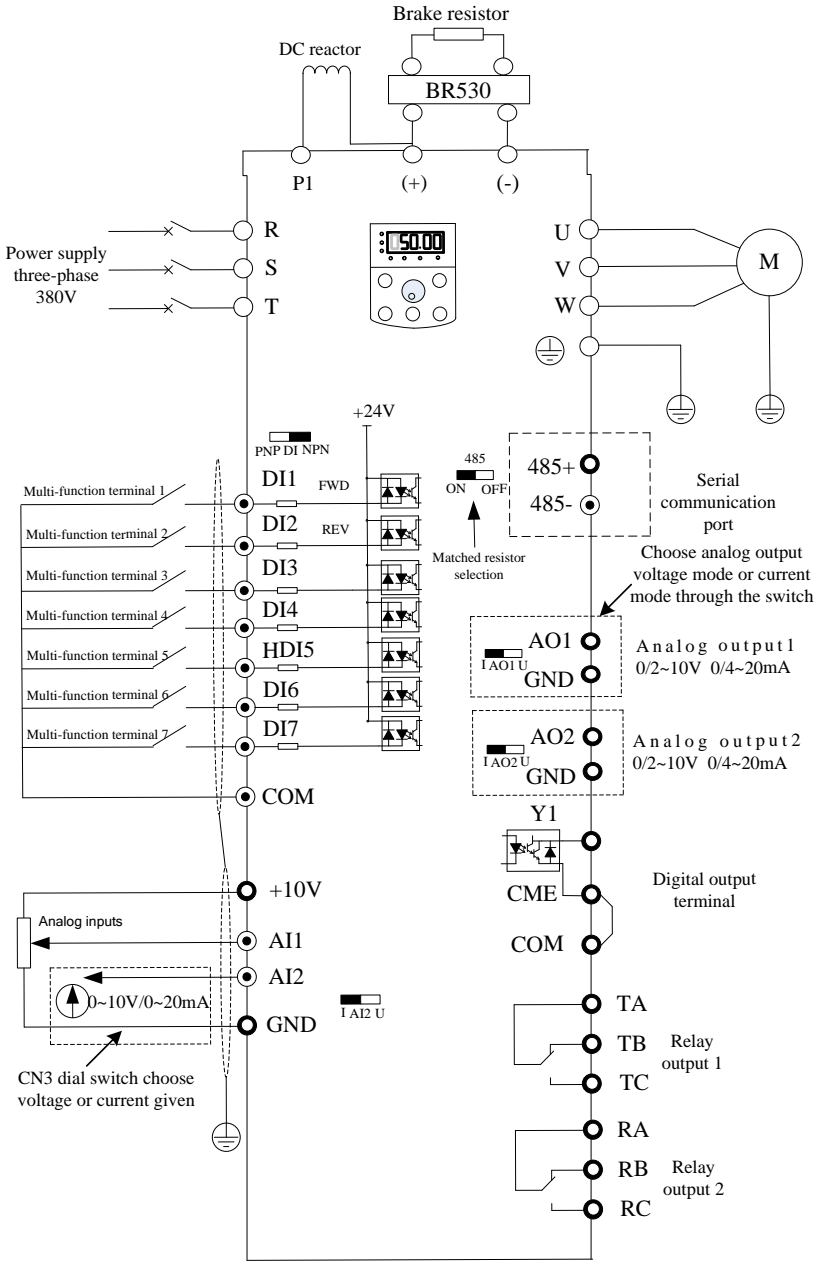 Brake resistor
DC reactor
BR530
P1
(+)
(-)
R
S
T
Power supply
three-phase
380V
50.00
U
V
W
M
+24V
PNP DI NPN
485
ON OFF
Matched resistor
selection
485+
485-
Serial
communication
port
Multi-function terminal 1
DI1
FWD
Multi-function terminal 2
DI2
REV
Multi-function terminal 3
DI3
Multi-function terminal 4
DI4
Multi-function terminal 5
HDI5
Multi-function terminal 6
DI6
Multi-function terminal 7
DI7
COM
Choose analog output
voltage mode or current
mode through the switch
I AO1 U
AO1
GND
Analog output1
0/2~10V 0/4~20mA
I AO2 U
AO2
GND
Analog output2
0/2~10V 0/4~20mA
Y1
CME
COM
Digital output
terminal
+10V
Analog inputs
AI1
AI2
0~10V/0~20mA
GND
I AI2 U
CN3 dial switch choose
voltage or current given
TA
TB
TC
Relay
output 1
RA
RB
RC
Relay
output 2